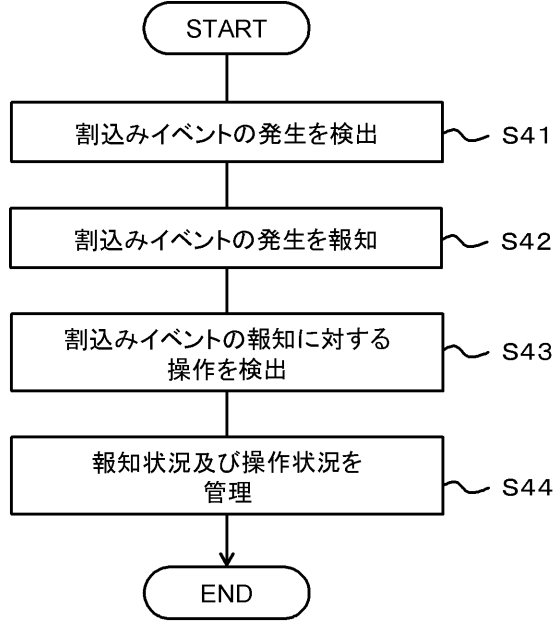 START
割込みイベントの発生を検出
S41
割込みイベントの発生を報知
S42
割込みイベントの報知に対する
操作を検出
S43
報知状況及び操作状況を
管理
S44
END